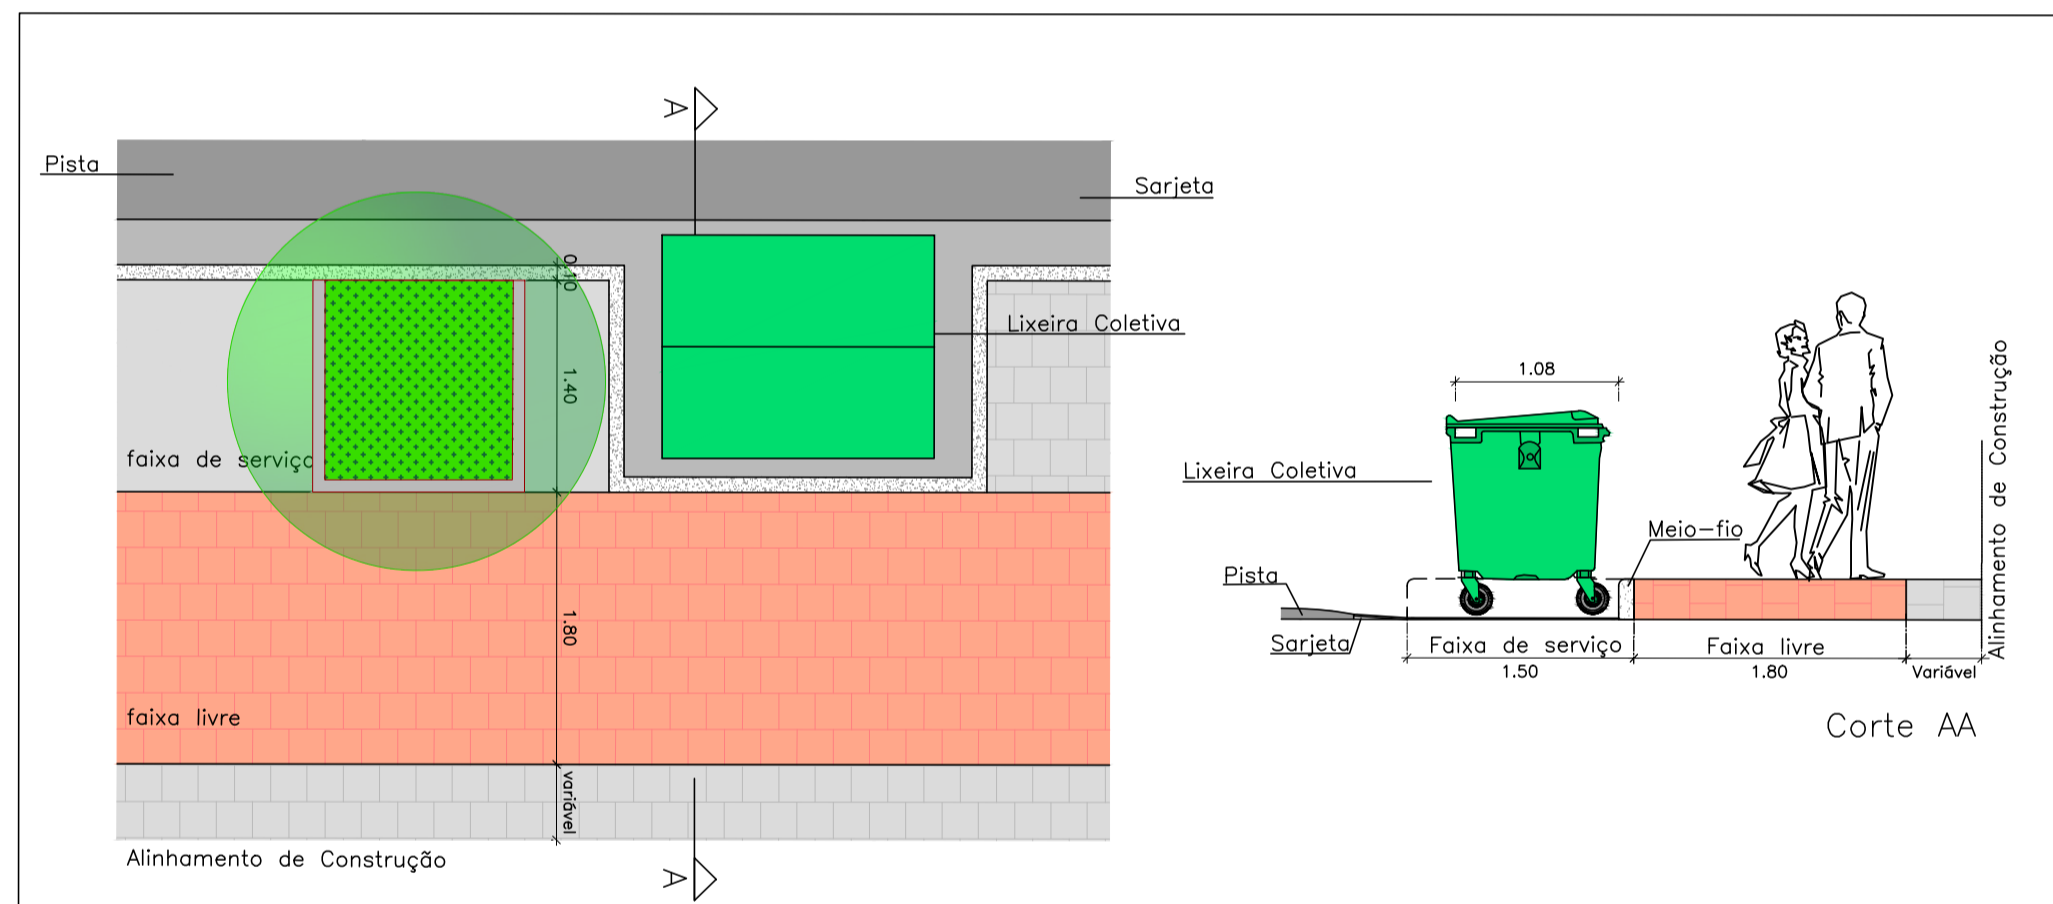 A
Pista
Sarjeta
0.10
Lixeira Coletiva
1.40
faixa de serviço
1.80
faixa livre
variável
Alinhamento de Construção
A
1.08
Lixeira Coletiva
Meio-fio
Pista
Sarjeta
Faixa de serviço
Faixa livre
1.50
1.80
Variável
Alinhamento de Construção
Corte AA